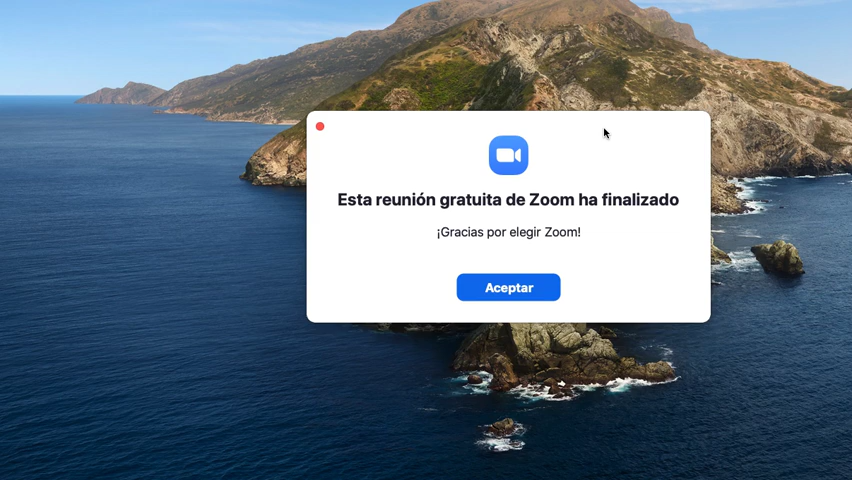 Esta reunión gratuita de Zoom ha finalizado
¡Gracias por elegir Zoom!
Aceptar